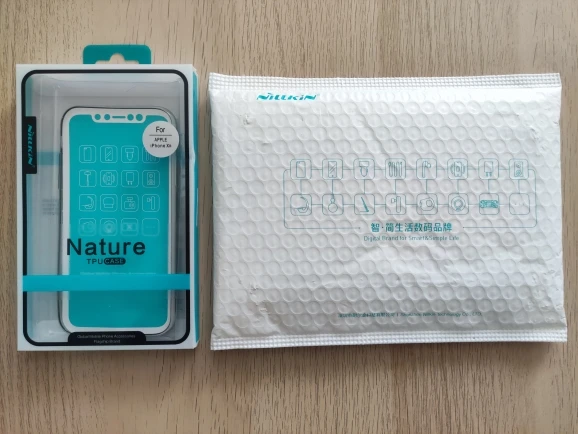 NILLKIN
For
APPLE
iPhone XR
Nature
TPU CASE
NILLKIN
智·简生活数码品牌
Digital Brand for Smart&Simple Life